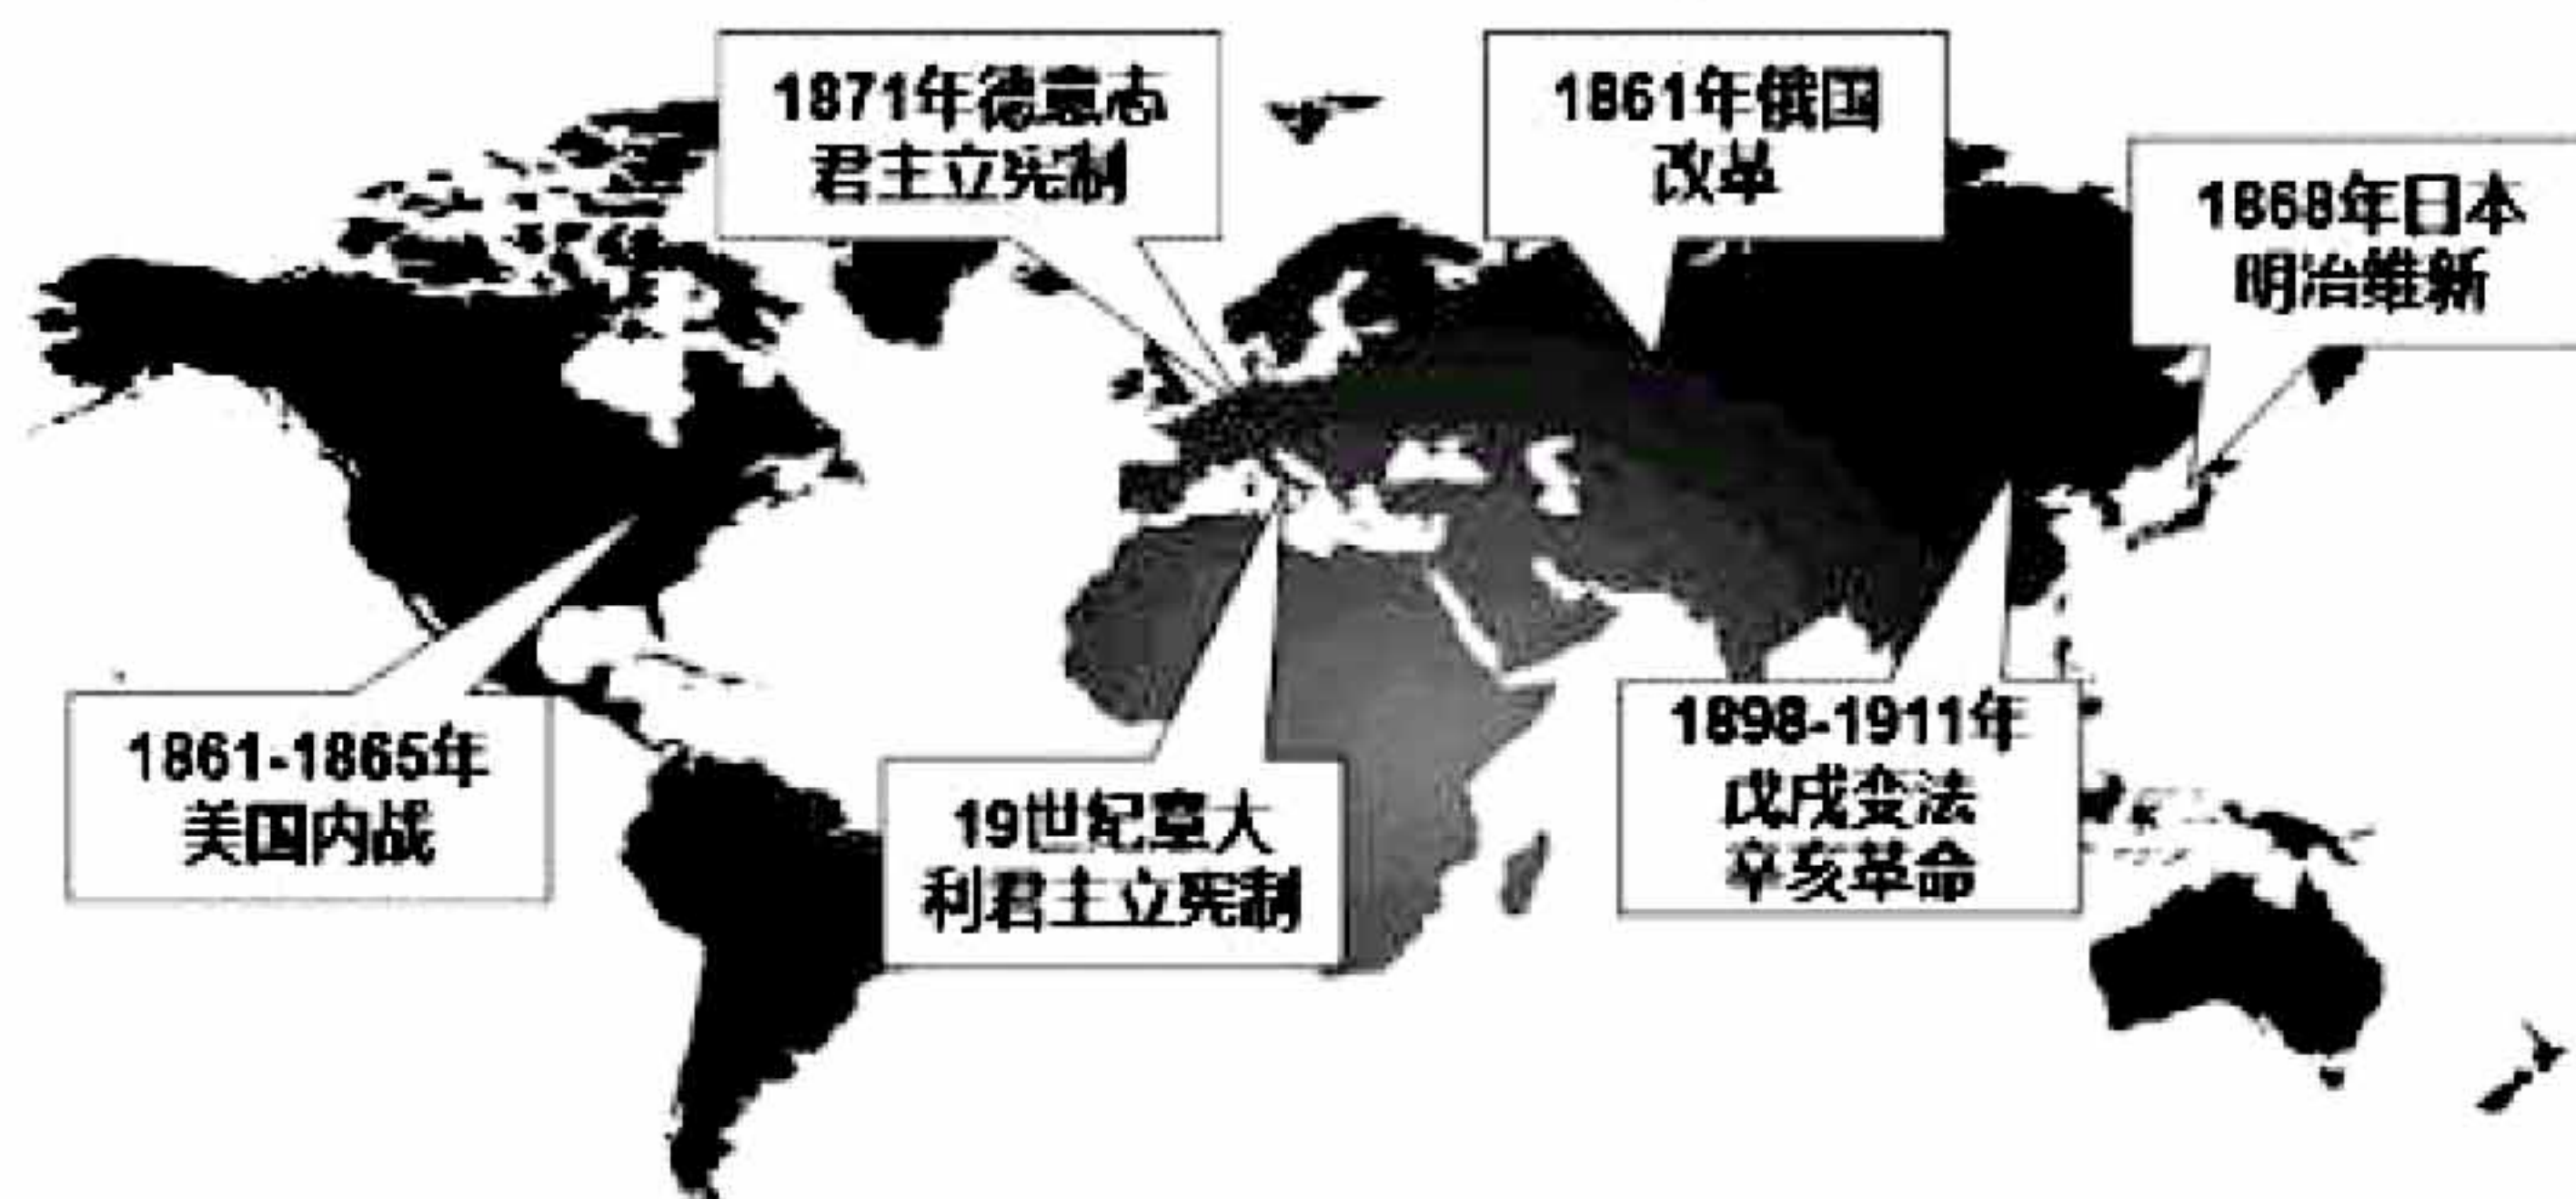 1871年德意志
君主立宪制
1861年俄国
改革
1868年日本
明治维新
1861-1865年
美国内战
19世纪意大
利君主立宪制
1898-1911年
戊戌变法
辛亥革命